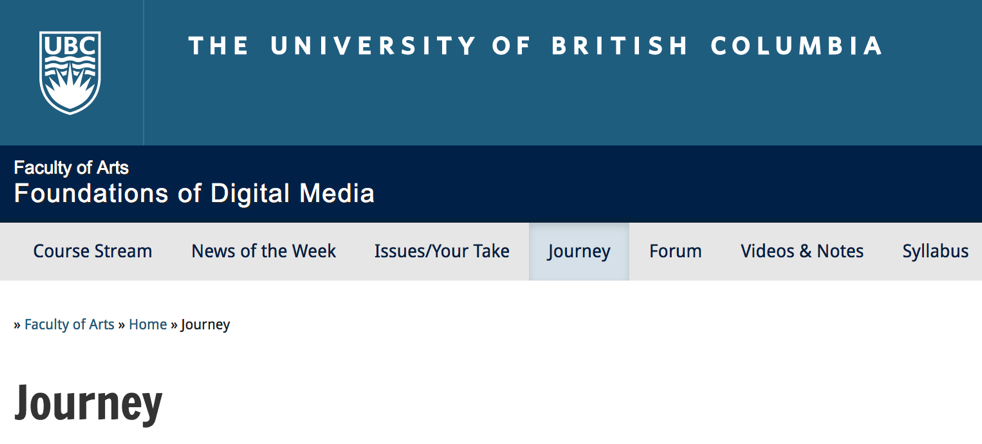 UBC
THE UNIVERSITY OF BRITISH COLUMBIA
Faculty of Arts
Foundations of Digital Media
Course Stream News of the Week Issues/Your Take Journey Forum Videos & Notes Syllabus
» Faculty of Arts » Home » Journey
Journey